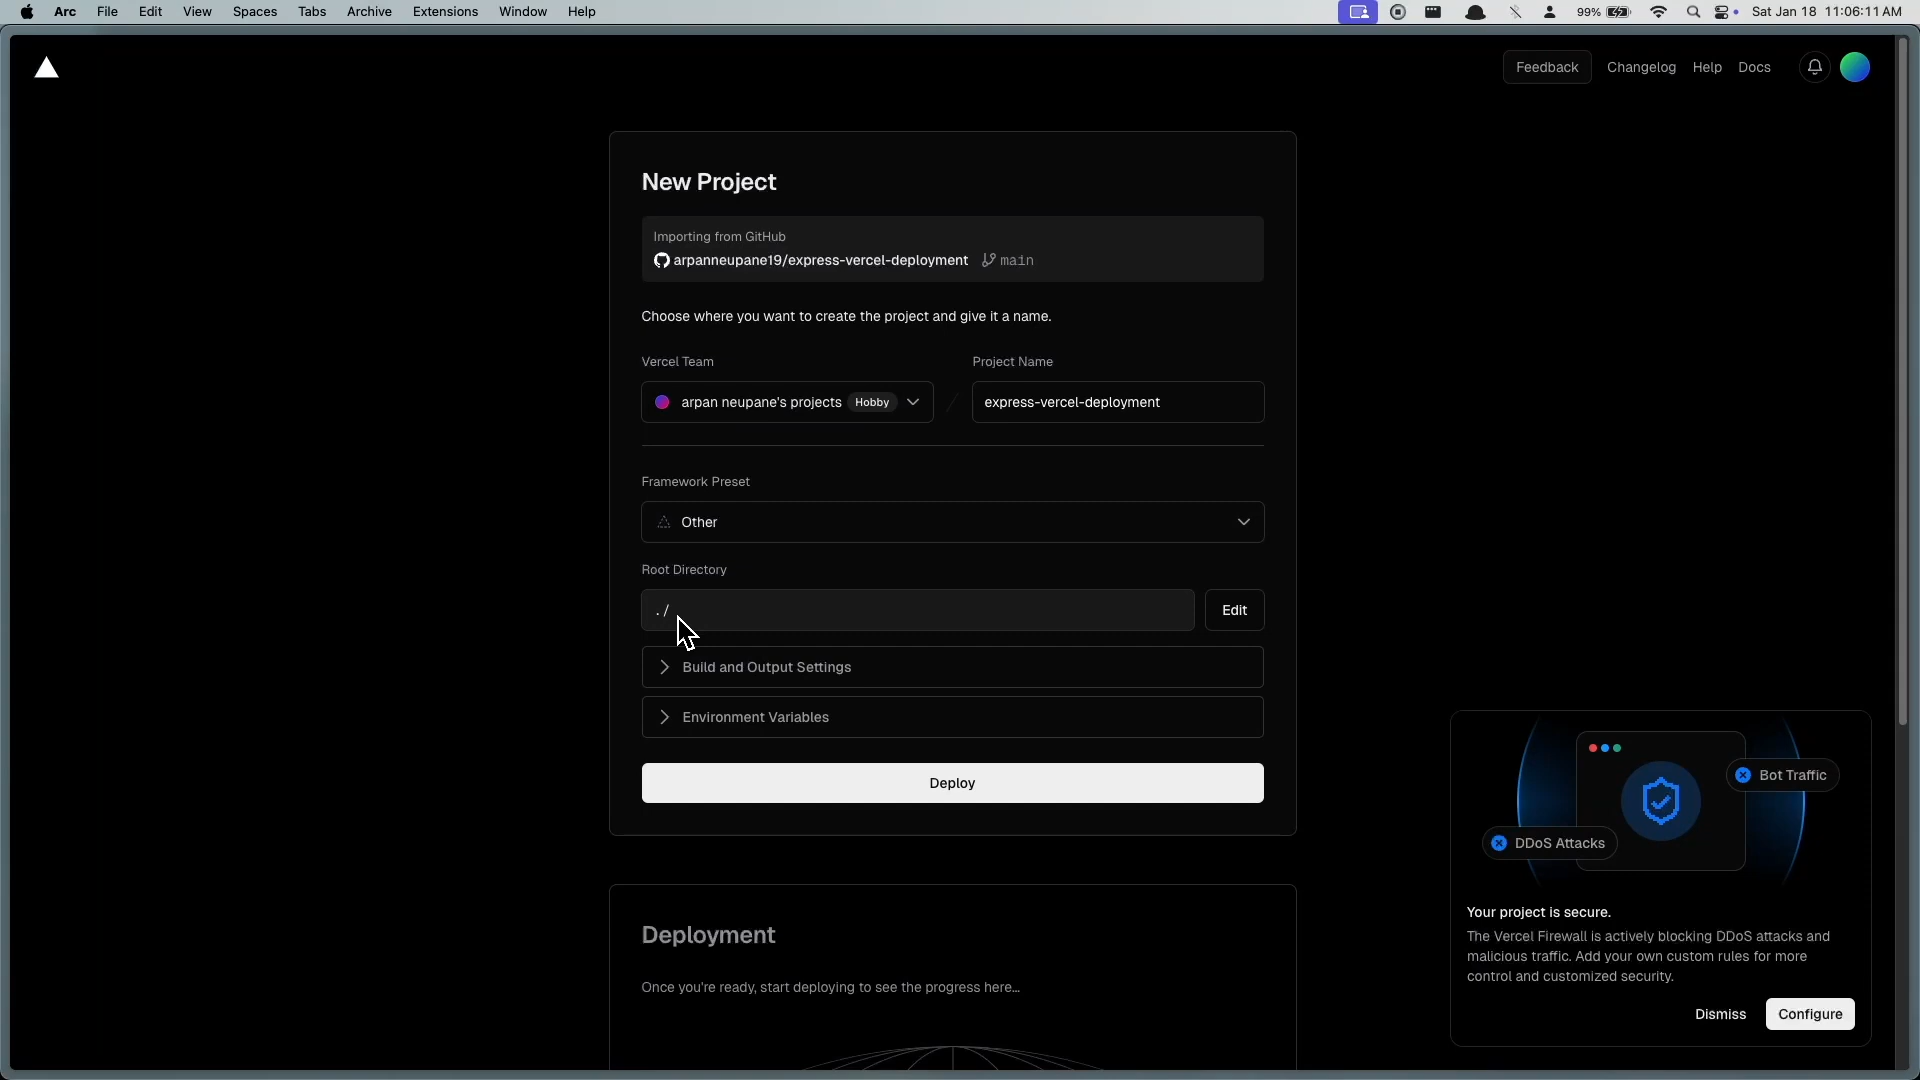 Arc File Edit View Spaces Tabs Archive Extensions Window Help
99% Sat Jan 18 11:06:11 AM
Feedback Changelog Help Docs
New Project
Importing from GitHub
arpanneupane19/express-vercel-deployment main
Choose where you want to create the project and give it a name.
Vercel Team
Project Name
arpan neupane's projects Hobby
/
express-vercel-deployment
Framework Preset
Other
Root Directory
./
Edit
Build and Output Settings
Environment Variables
Deploy
Deployment
Once you're ready, start deploying to see the progress here...
Bot Traffic
DDoS Attacks
Your project is secure.
The Vercel Firewall is actively blocking DDoS attacks and
malicious traffic. Add your own custom rules for more
control and customized security.
Dismiss
Configure